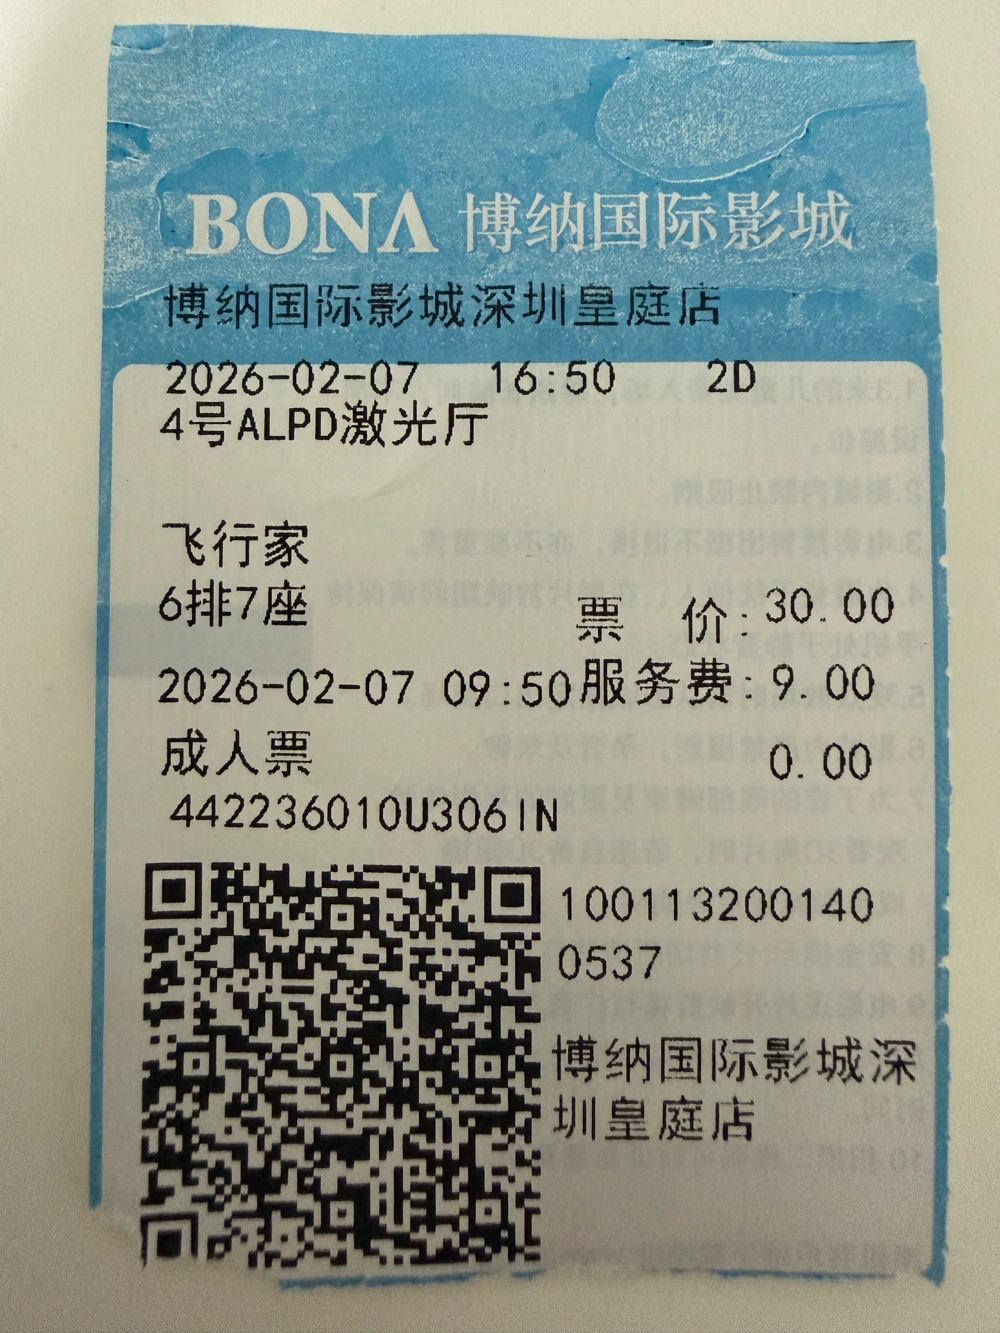 BONA 博纳国际影城
博纳国际影城深圳皇庭店
2026-02-07 16:50 2D
4号ALPD激光厅
飞行家
6排7座
票 价:30.00
2026-02-07 09:50服务费:9.00
成人票 0.00
442236010U306IN
100113200140
0537
博纳国际影城深
圳皇庭店